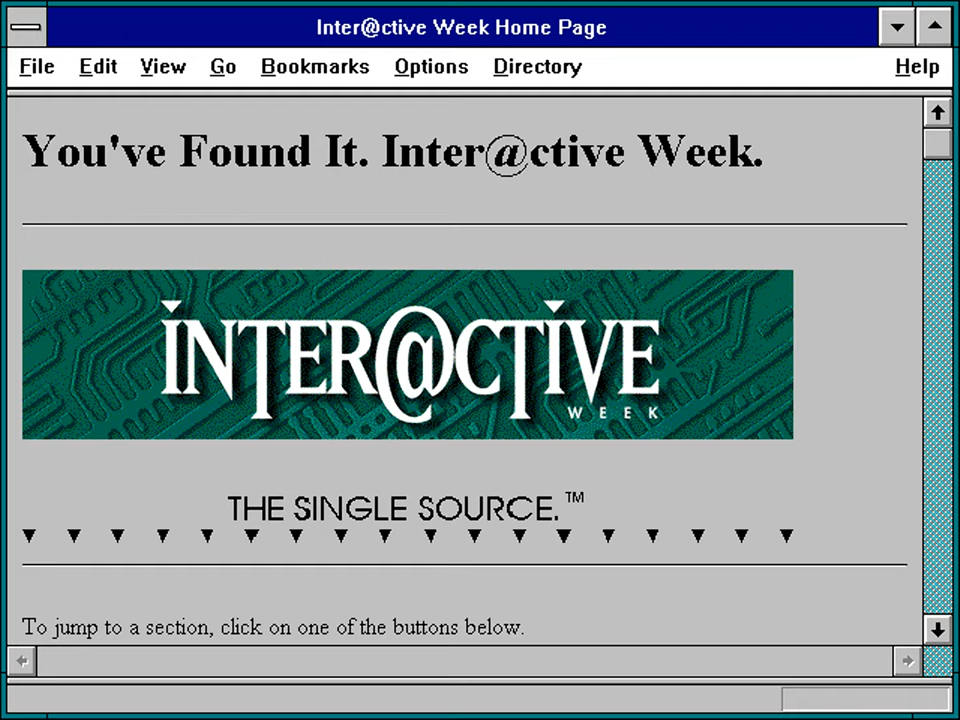 Inter@ctive Week Home Page
File Edit View Go Bookmarks Options Directory Help
You've Found It. Inter@ctive Week.
INTER@CTIVE
WEEK
THE SINGLE SOURCE.™
To jump to a section, click on one of the buttons below.